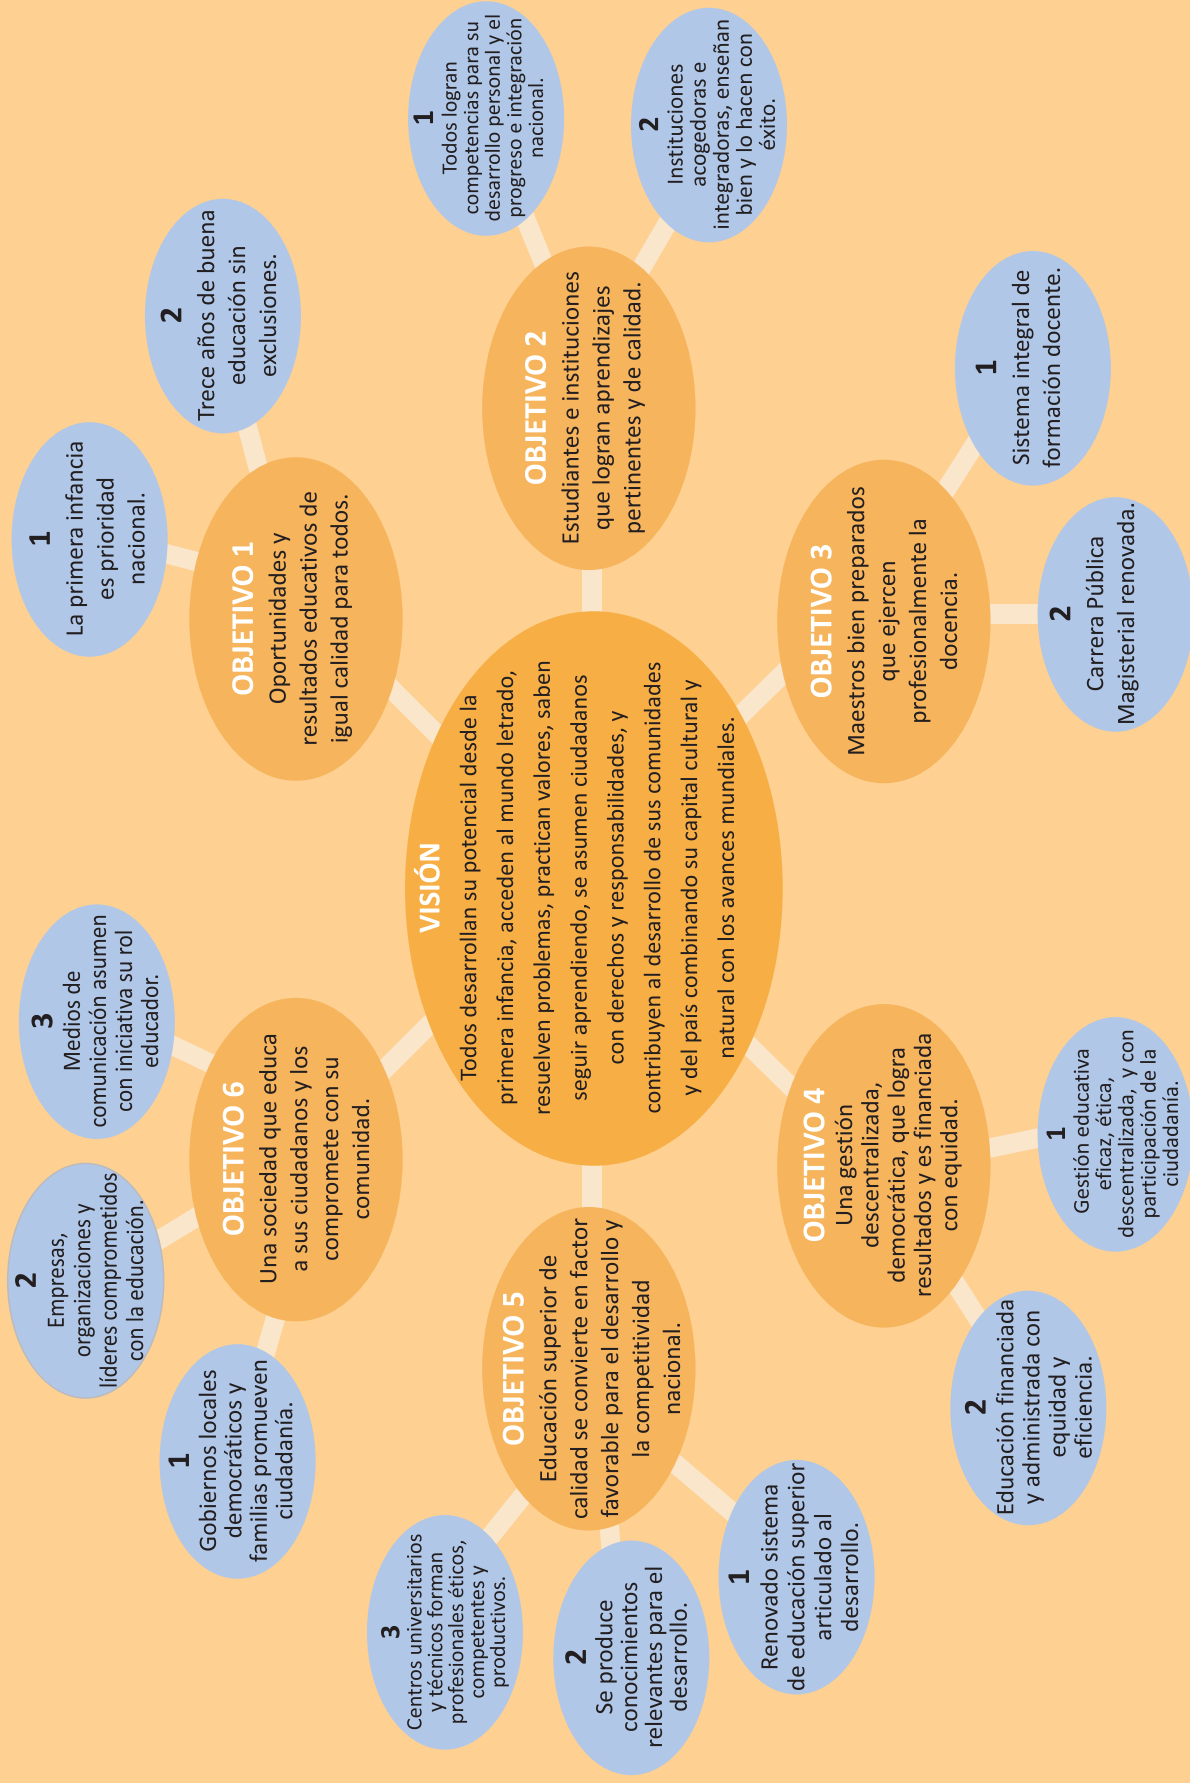 VISIÓN
Todos desarrollan su potencial desde la
primera infancia, acceden al mundo letrado,
resuelven problemas, practican valores, saben
seguir aprendiendo, se asumen ciudadanos
con derechos y responsabilidades, y
contribuyen al desarrollo de sus comunidades
y del país combinando su capital cultural y
natural con los avances mundiales.
OBJETIVO 1
Oportunidades y
resultados educativos de
igual calidad para todos.
1
La primera infancia
es prioridad
nacional.
2
Trece años de buena
educación sin
exclusiones.
OBJETIVO 2
Estudiantes e instituciones
que logran aprendizajes
pertinentes y de calidad.
1
Todos logran
competencias para su
desarrollo personal y el
progreso e integración
nacional.
2
Instituciones
acogedoras e
integradoras, enseñan
bien y lo hacen con
éxito.
OBJETIVO 3
Maestros bien preparados
que ejercen
profesionalmente la
docencia.
1
Sistema integral de
formación docente.
2
Carrera Pública
Magisterial renovada.
OBJETIVO 4
Una gestión
descentralizada,
democrática, que logra
resultados y es financiada
con equidad.
1
Gestión educativa
eficaz, ética,
descentralizada, y con
participación de la
ciudadanía.
2
Educación financiada
y administrada con
equidad y
eficiencia.
OBJETIVO 5
Educación superior de
calidad se convierte en factor
favorable para el desarrollo y
la competitividad
nacional.
1
Renovado sistema
de educación superior
articulado al
desarrollo.
2
Se produce
conocimientos
relevantes para el
desarrollo.
3
Centros universitarios
y técnicos forman
profesionales éticos,
competentes y
productivos.
OBJETIVO 6
Una sociedad que educa
a sus ciudadanos y los
compromete con su
comunidad.
1
Gobiernos locales
democráticos y
familias promueven
ciudadanía.
2
Empresas,
organizaciones y
líderes comprometidos
con la educación.
3
Medios de
comunicación asumen
con iniciativa su rol
educador.